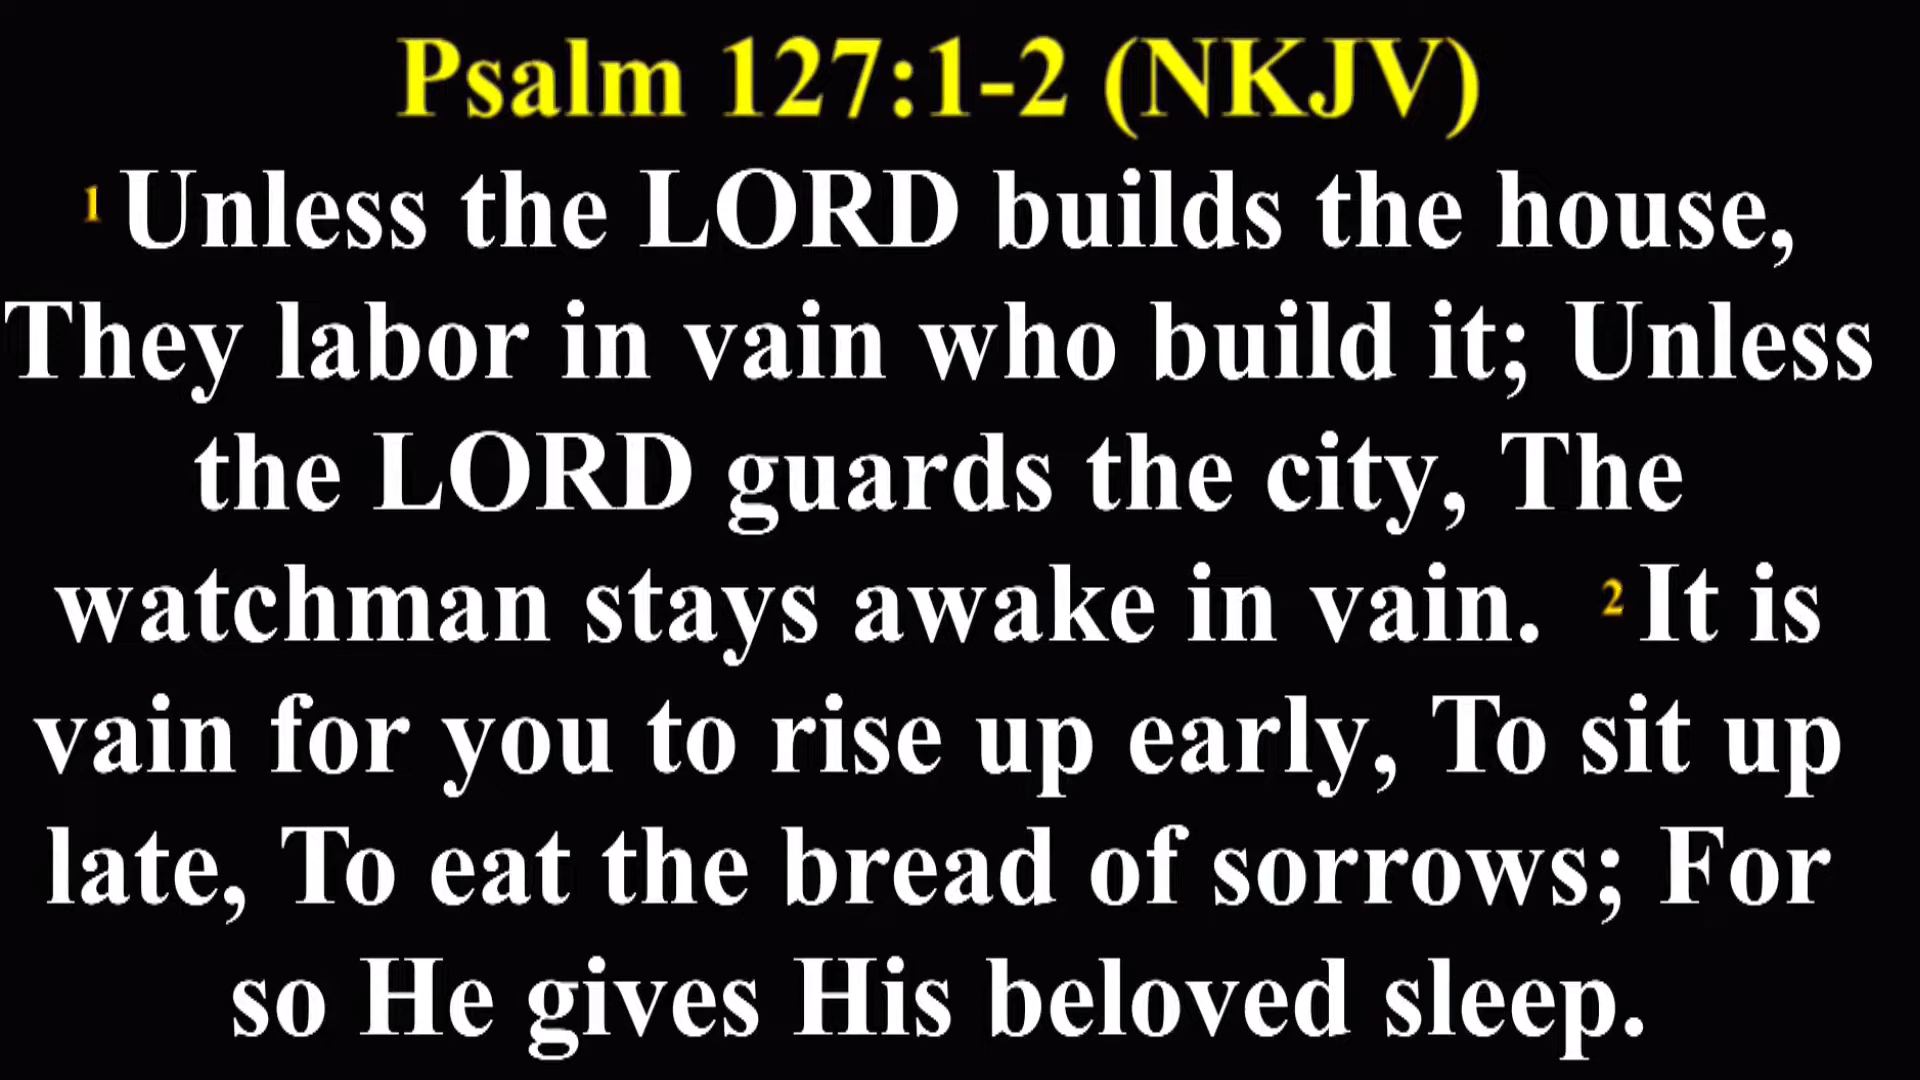 Psalm 127:1-2 (NKJV)
1 Unless the LORD builds the house,
They labor in vain who build it; Unless
the LORD guards the city, The
watchman stays awake in vain. 2 It is
vain for you to rise up early, To sit up
late, To eat the bread of sorrows; For
so He gives His beloved sleep.